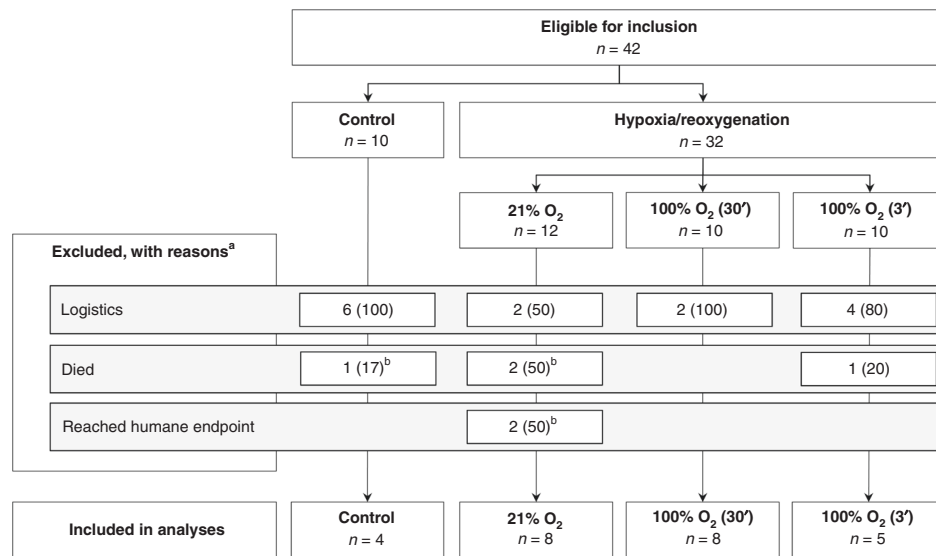 Eligible for inclusion
n = 42
Control
n = 10
Hypoxia/reoxygenation
n = 32
21% O₂
n = 12
100% O₂ (30′)
n = 10
100% O₂ (3′)
n = 10
Excluded, with reasonsᵃ
Logistics
6 (100)
2 (50)
2 (100)
4 (80)
Died
1 (17)ᵇ
2 (50)ᵇ
1 (20)
Reached humane endpoint
2 (50)ᵇ
Included in analyses
Control
n = 4
21% O₂
n = 8
100% O₂ (30′)
n = 8
100% O₂ (3′)
n = 5